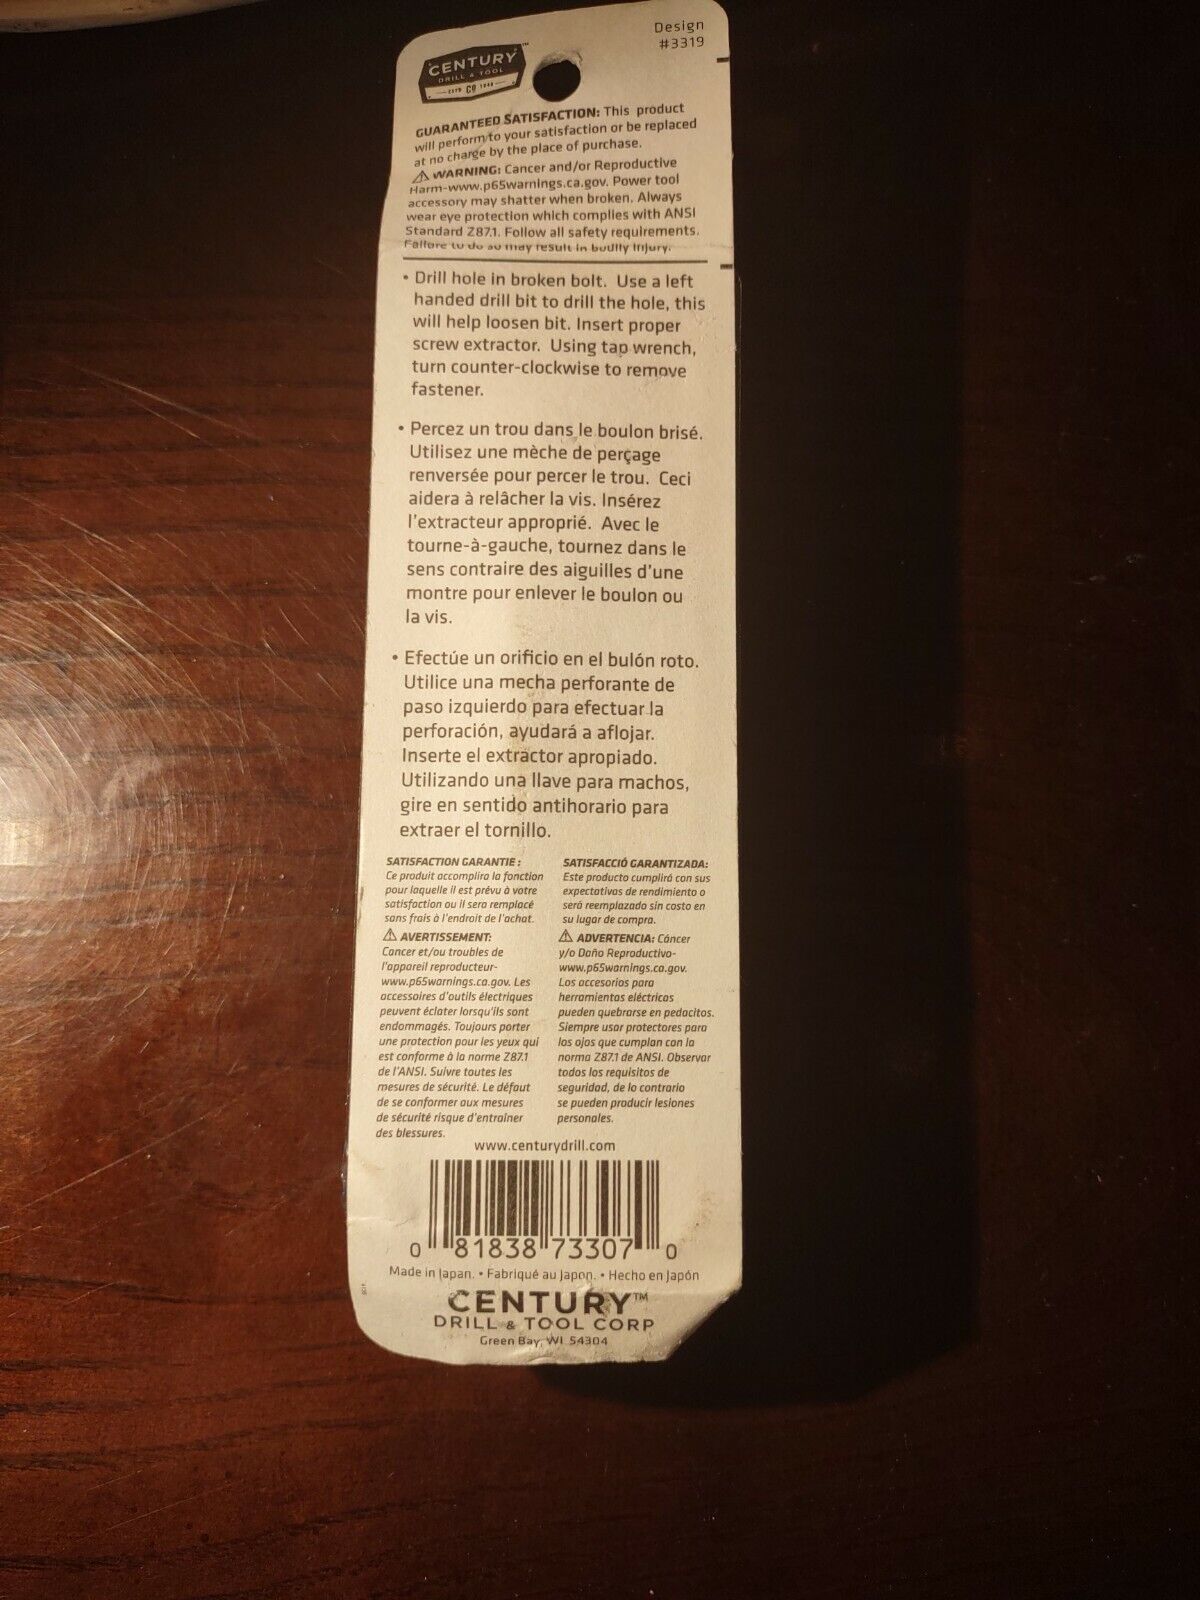 Design
#3319
CENTURY™
DRILL & TOOL
ESTD CO 1940
GUARANTEED SATISFACTION: This product
will perform to your satisfaction or be replaced
at no charge by the place of purchase.
⚠ WARNING: Cancer and/or Reproductive
Harm-www.p65warnings.ca.gov. Power tool
accessory may shatter when broken. Always
wear eye protection which complies with ANSI
Standard Z87.1. Follow all safety requirements.
Failure to do so may result in bodily injury.
• Drill hole in broken bolt. Use a left
handed drill bit to drill the hole, this
will help loosen bit. Insert proper
screw extractor. Using tap wrench,
turn counter-clockwise to remove
fastener.
• Percez un trou dans le boulon brisé.
Utilisez une mèche de perçage
renversée pour percer le trou. Ceci
aidera à relâcher la vis. Insérez
l'extracteur approprié. Avec le
tourne-à-gauche, tournez dans le
sens contraire des aiguilles d'une
montre pour enlever le boulon ou
la vis.
• Efectúe un orificio en el bulón roto.
Utilice una mecha perforante de
paso izquierdo para efectuar la
perforación, ayudará a aflojar.
Inserte el extractor apropiado.
Utilizando una llave para machos,
gire en sentido antihorario para
extraer el tornillo.
SATISFACTION GARANTIE :
Ce produit accomplira la fonction
pour laquelle il est prévu à votre
satisfaction ou il sera remplacé
sans frais à l'endroit de l'achat.
⚠ AVERTISSEMENT:
Cancer et/ou troubles de
l'appareil reproducteur-
www.p65warnings.ca.gov. Les
accessoires d'outils électriques
peuvent éclater lorsqu'ils sont
endommagés. Toujours porter
une protection pour les yeux qui
est conforme à la norme Z87.1
de l'ANSI. Suivre toutes les
mesures de sécurité. Le défaut
de se conformer aux mesures
de sécurité risque d'entraîner
des blessures.
SATISFACCIÓ GARANTIZADA:
Este producto cumplirá con sus
expectativas de rendimiento o
será reemplazado sin costo en
su lugar de compra.
⚠ ADVERTENCIA: Cáncer
y/o Daño Reproductivo-
www.p65warnings.ca.gov.
Los accesorios para
herramientas eléctricas
pueden quebrarse en pedacitos.
Siempre usar protectores para
los ojos que cumplan con la
norma Z87.1 de ANSI. Observar
todos los requisitos de
seguridad, de lo contrario
se pueden producir lesiones
personales.
www.centurydrill.com
0 81838 73307 0
Made in Japan. • Fabriqué au Japon. • Hecho en Japón
CENTURY™
DRILL & TOOL CORP
Green Bay, WI 54304